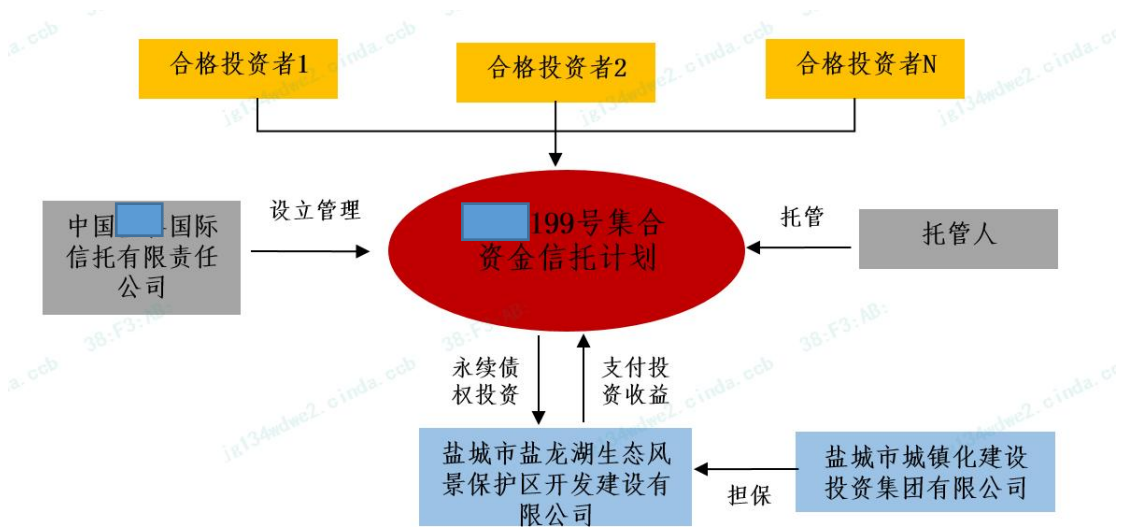 合格投资者1
合格投资者2
合格投资者N
中国
国际
信托有限责任
公司
设立管理
199号集合
资金信托计划
托管
托管人
永续债
权投资
支付投
资收益
盐城市盐龙湖生态风
景保护区开发建设有
限公司
担保
盐城市城镇化建设
投资集团有限公司